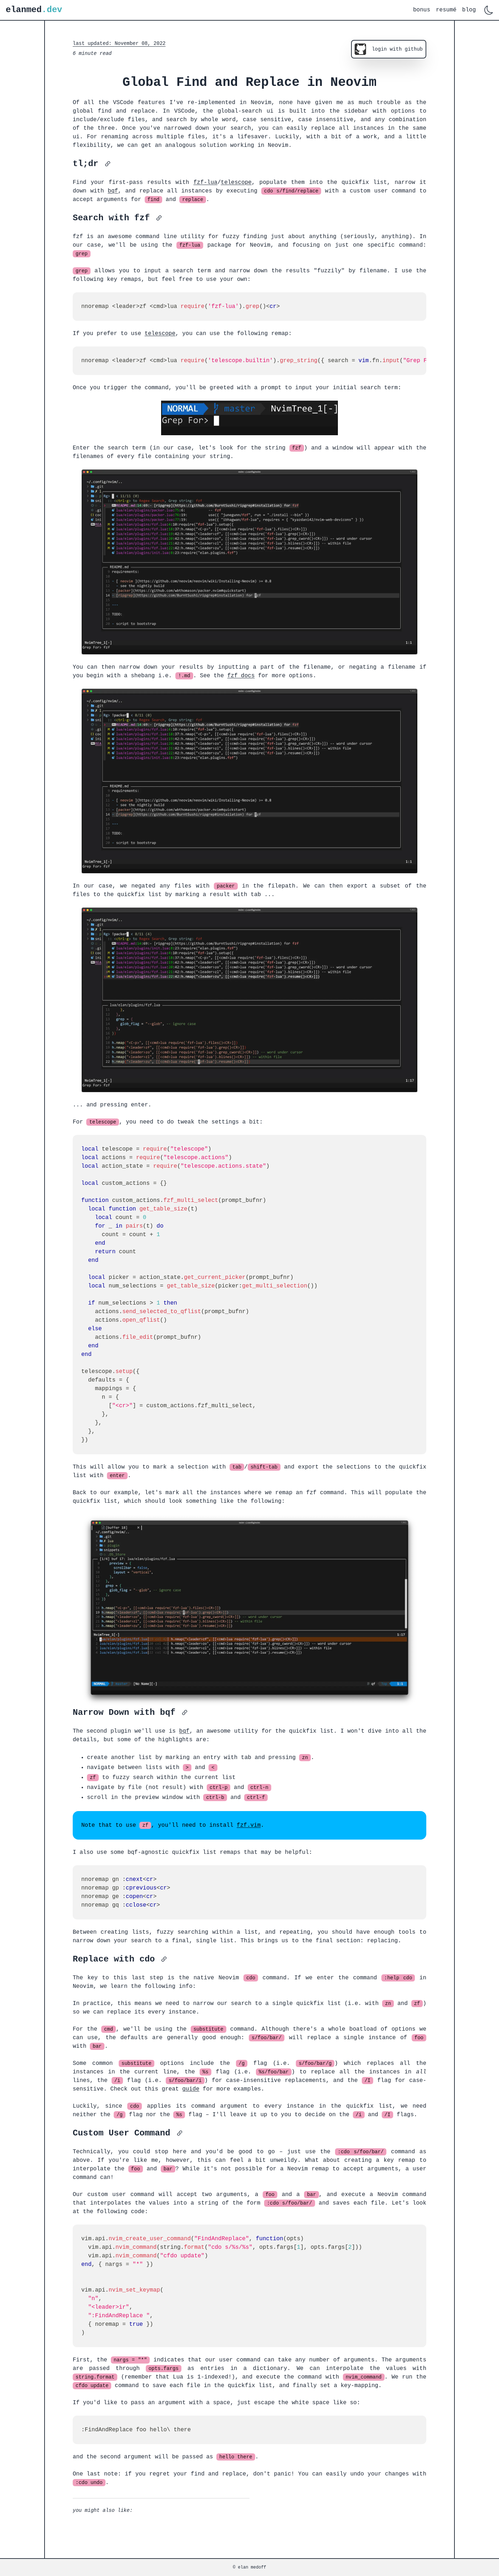 elanmed.dev
bonus resumé blog
last updated: November 08, 2022
6 minute read
login with github
Global Find and Replace in Neovim
Of all the VSCode features I've re-implemented in Neovim, none have given me as much trouble as the
global find and replace. In VSCode, the global-search ui is built into the sidebar with options to
include/exclude files, and search by whole word, case sensitive, case insensitive, and any combination
of the three. Once you've narrowed down your search, you can easily replace all instances in the same
ui. For renaming across multiple files, it's a lifesaver. Luckily, with a bit of a work, and a little
flexibility, we can get an analogous solution working in Neovim.
tl;dr
Find your first-pass results with fzf-lua/telescope, populate them into the quickfix list, narrow it
down with bqf, and replace all instances by executing cdo s/find/replace with a custom user command to
accept arguments for find and replace.
Search with fzf
fzf is an awesome command line utility for fuzzy finding just about anything (seriously, anything). In
our case, we'll be using the fzf-lua package for Neovim, and focusing on just one specific command:
grep
grep allows you to input a search term and narrow down the results "fuzzily" by filename. I use the
following key remaps, but feel free to use your own:
nnoremap <leader>zf <cmd>lua require('fzf-lua').grep()<cr>
If you prefer to use telescope, you can use the following remap:
nnoremap <leader>zf <cmd>lua require('telescope.builtin').grep_string({ search = vim.fn.input("Grep F
Once you trigger the command, you'll be greeted with a prompt to input your initial search term:
NORMAL master NvimTree_1[-]
Grep For>
Enter the search term (in our case, let's look for the string fzf) and a window will appear with the
filenames of every file containing your string.
You can then narrow down your results by inputting a part of the filename, or negating a filename if
you begin with a shebang i.e. !.md. See the fzf docs for more options.
In our case, we negated any files with packer in the filepath. We can then export a subset of the
files to the quickfix list by marking a result with tab ...
... and pressing enter.
For telescope, you need to do tweak the settings a bit:
local telescope = require("telescope")
local actions = require("telescope.actions")
local action_state = require("telescope.actions.state")
local custom_actions = {}
function custom_actions.fzf_multi_select(prompt_bufnr)
local function get_table_size(t)
local count = 0
for _ in pairs(t) do
count = count + 1
end
return count
end
local picker = action_state.get_current_picker(prompt_bufnr)
local num_selections = get_table_size(picker:get_multi_selection())
if num_selections > 1 then
actions.send_selected_to_qflist(prompt_bufnr)
actions.open_qflist()
else
actions.file_edit(prompt_bufnr)
end
end
telescope.setup({
defaults = {
mappings = {
n = {
["<cr>"] = custom_actions.fzf_multi_select,
},
},
},
})
This will allow you to mark a selection with tab/shift-tab and export the selections to the quickfix
list with enter.
Back to our example, let's mark all the instances where we remap an fzf command. This will populate the
quickfix list, which should look something like the following:
Narrow Down with bqf
The second plugin we'll use is bqf, an awesome utility for the quickfix list. I won't dive into all the
details, but some of the highlights are:
• create another list by marking an entry with tab and pressing zn.
• navigate between lists with > and <
• zf to fuzzy search within the current list
• navigate by file (not result) with ctrl-p and ctrl-n
• scroll in the preview window with ctrl-b and ctrl-f
Note that to use zf, you'll need to install fzf.vim.
I also use some bqf-agnostic quickfix list remaps that may be helpful:
nnoremap gn :cnext<cr>
nnoremap gp :cprevious<cr>
nnoremap ge :copen<cr>
nnoremap gq :cclose<cr>
Between creating lists, fuzzy searching within a list, and repeating, you should have enough tools to
narrow down your search to a final, single list. This brings us to the final section: replacing.
Replace with cdo
The key to this last step is the native Neovim cdo command. If we enter the command :help cdo in
Neovim, we learn the following info:
In practice, this means we need to narrow our search to a single quickfix list (i.e. with zn and zf)
so we can replace its every instance.
For the cmd, we'll be using the substitute command. Although there's a whole boatload of options we
can use, the defaults are generally good enough: s/foo/bar/ will replace a single instance of foo
with bar.
Some common substitute options include the /g flag (i.e. s/foo/bar/g) which replaces all the
instances in the current line, the %s flag (i.e. %s/foo/bar) to replace all the instances in all
lines, the /i flag (i.e. s/foo/bar/i) for case-insensitive replacements, and the /I flag for case-
sensitive. Check out this great guide for more examples.
Luckily, since cdo applies its command argument to every instance in the quickfix list, we need
neither the /g flag nor the %s flag – I'll leave it up to you to decide on the /i and /I flags.
Custom User Command
Technically, you could stop here and you'd be good to go – just use the :cdo s/foo/bar/ command as
above. If you're like me, however, this can feel a bit unweildy. What about creating a key remap to
interpolate the foo and bar? While it's not possible for a Neovim remap to accept arguments, a user
command can!
Our custom user command will accept two arguments, a foo and a bar, and execute a Neovim command
that interpolates the values into a string of the form :cdo s/foo/bar/ and saves each file. Let's look
at the following code:
vim.api.nvim_create_user_command("FindAndReplace", function(opts)
vim.api.nvim_command(string.format("cdo s/%s/%s", opts.fargs[1], opts.fargs[2]))
vim.api.nvim_command("cfdo update")
end, { nargs = "*" })
vim.api.nvim_set_keymap(
"n",
"<leader>ir",
":FindAndReplace ",
{ noremap = true }
)
First, the nargs = "*" indicates that our user command can take any number of arguments. The arguments
are passed through opts.fargs as entries in a dictionary. We can interpolate the values with
string.format (remember that Lua is 1-indexed!), and execute the command with nvim_command. We run the
cfdo update command to save each file in the quickfix list, and finally set a key-mapping.
If you'd like to pass an argument with a space, just escape the white space like so:
:FindAndReplace foo hello\ there
and the second argument will be passed as hello there.
One last note: if you regret your find and replace, don't panic! You can easily undo your changes with
:cdo undo.
you might also like:
© elan medoff